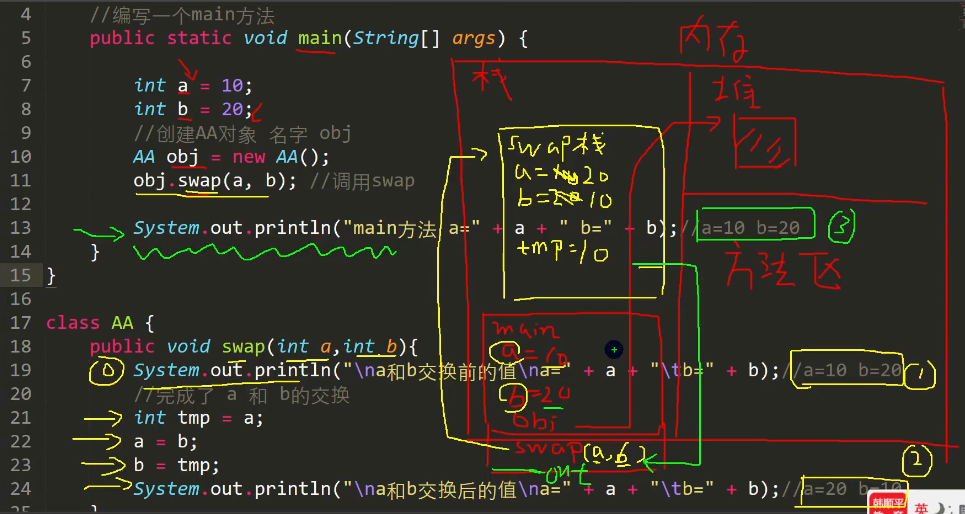 4 //编写一个main方法
5 public static void main(String[] args) {
内存
6
栈
7 int a = 10;
堆
8 int b = 20;
9 //创建AA对象 名字 obj
swap栈
10 AA obj = new AA();
a= 20
11 obj.swap(a, b); //调用swap
b= 10
12
13 System.out.println("main方法 a=" + a + " b=" + b);//a=10 b=20 ③
14 }
tmp=10
方法区
15 }
16
17 class AA {
main
18 public void swap(int a,int b){
a=10
19 System.out.println("\na和b交换前的值\na=" + a + "\tb=" + b);//a=10 b=20 ①
20 //完成了 a 和 b的交换
b=20
21 int tmp = a;
obj
22 a = b;
swap(a,b)
23 b = tmp;
②
24 System.out.println("\na和b交换后的值\na=" + a + "\tb=" + b);//a=20 b=10
韩顺平
英